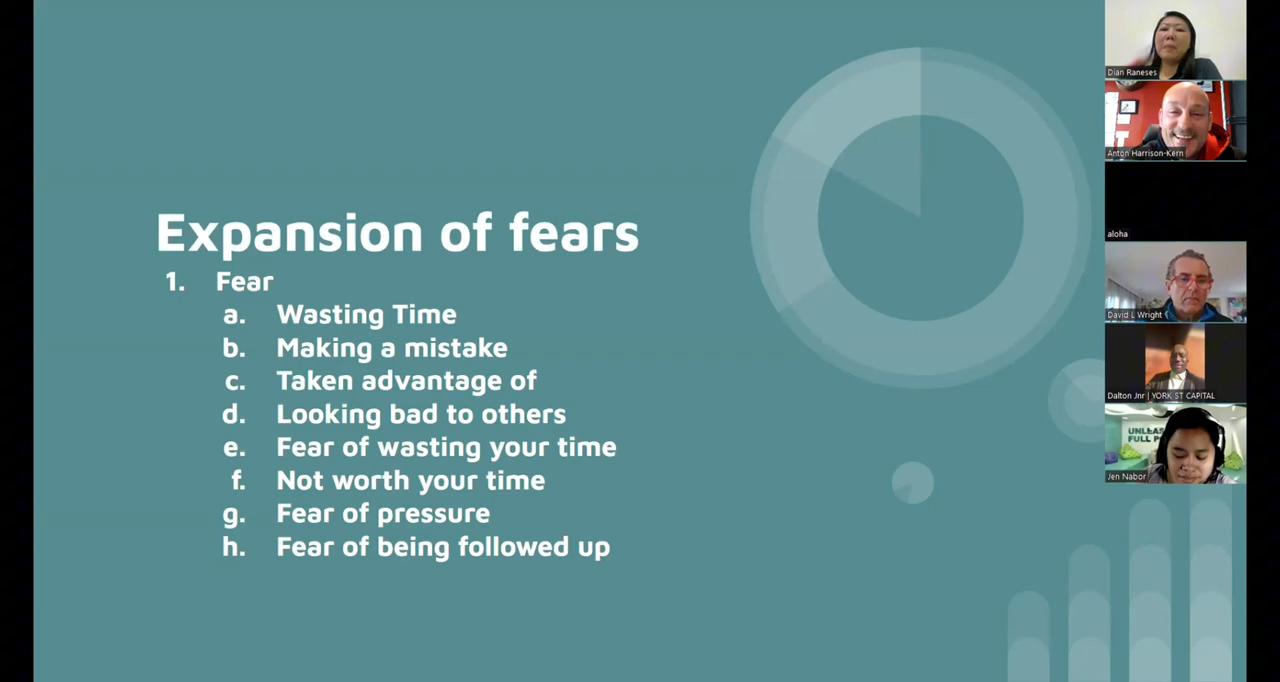 Expansion of fears
1. Fear
a. Wasting Time
b. Making a mistake
c. Taken advantage of
d. Looking bad to others
e. Fear of wasting your time
f. Not worth your time
g. Fear of pressure
h. Fear of being followed up
Dian Raneses
Anton Harrison-Kern
aloha
David L Wright
Dalton Jnr | YORK ST CAPITAL
Jen Nabor